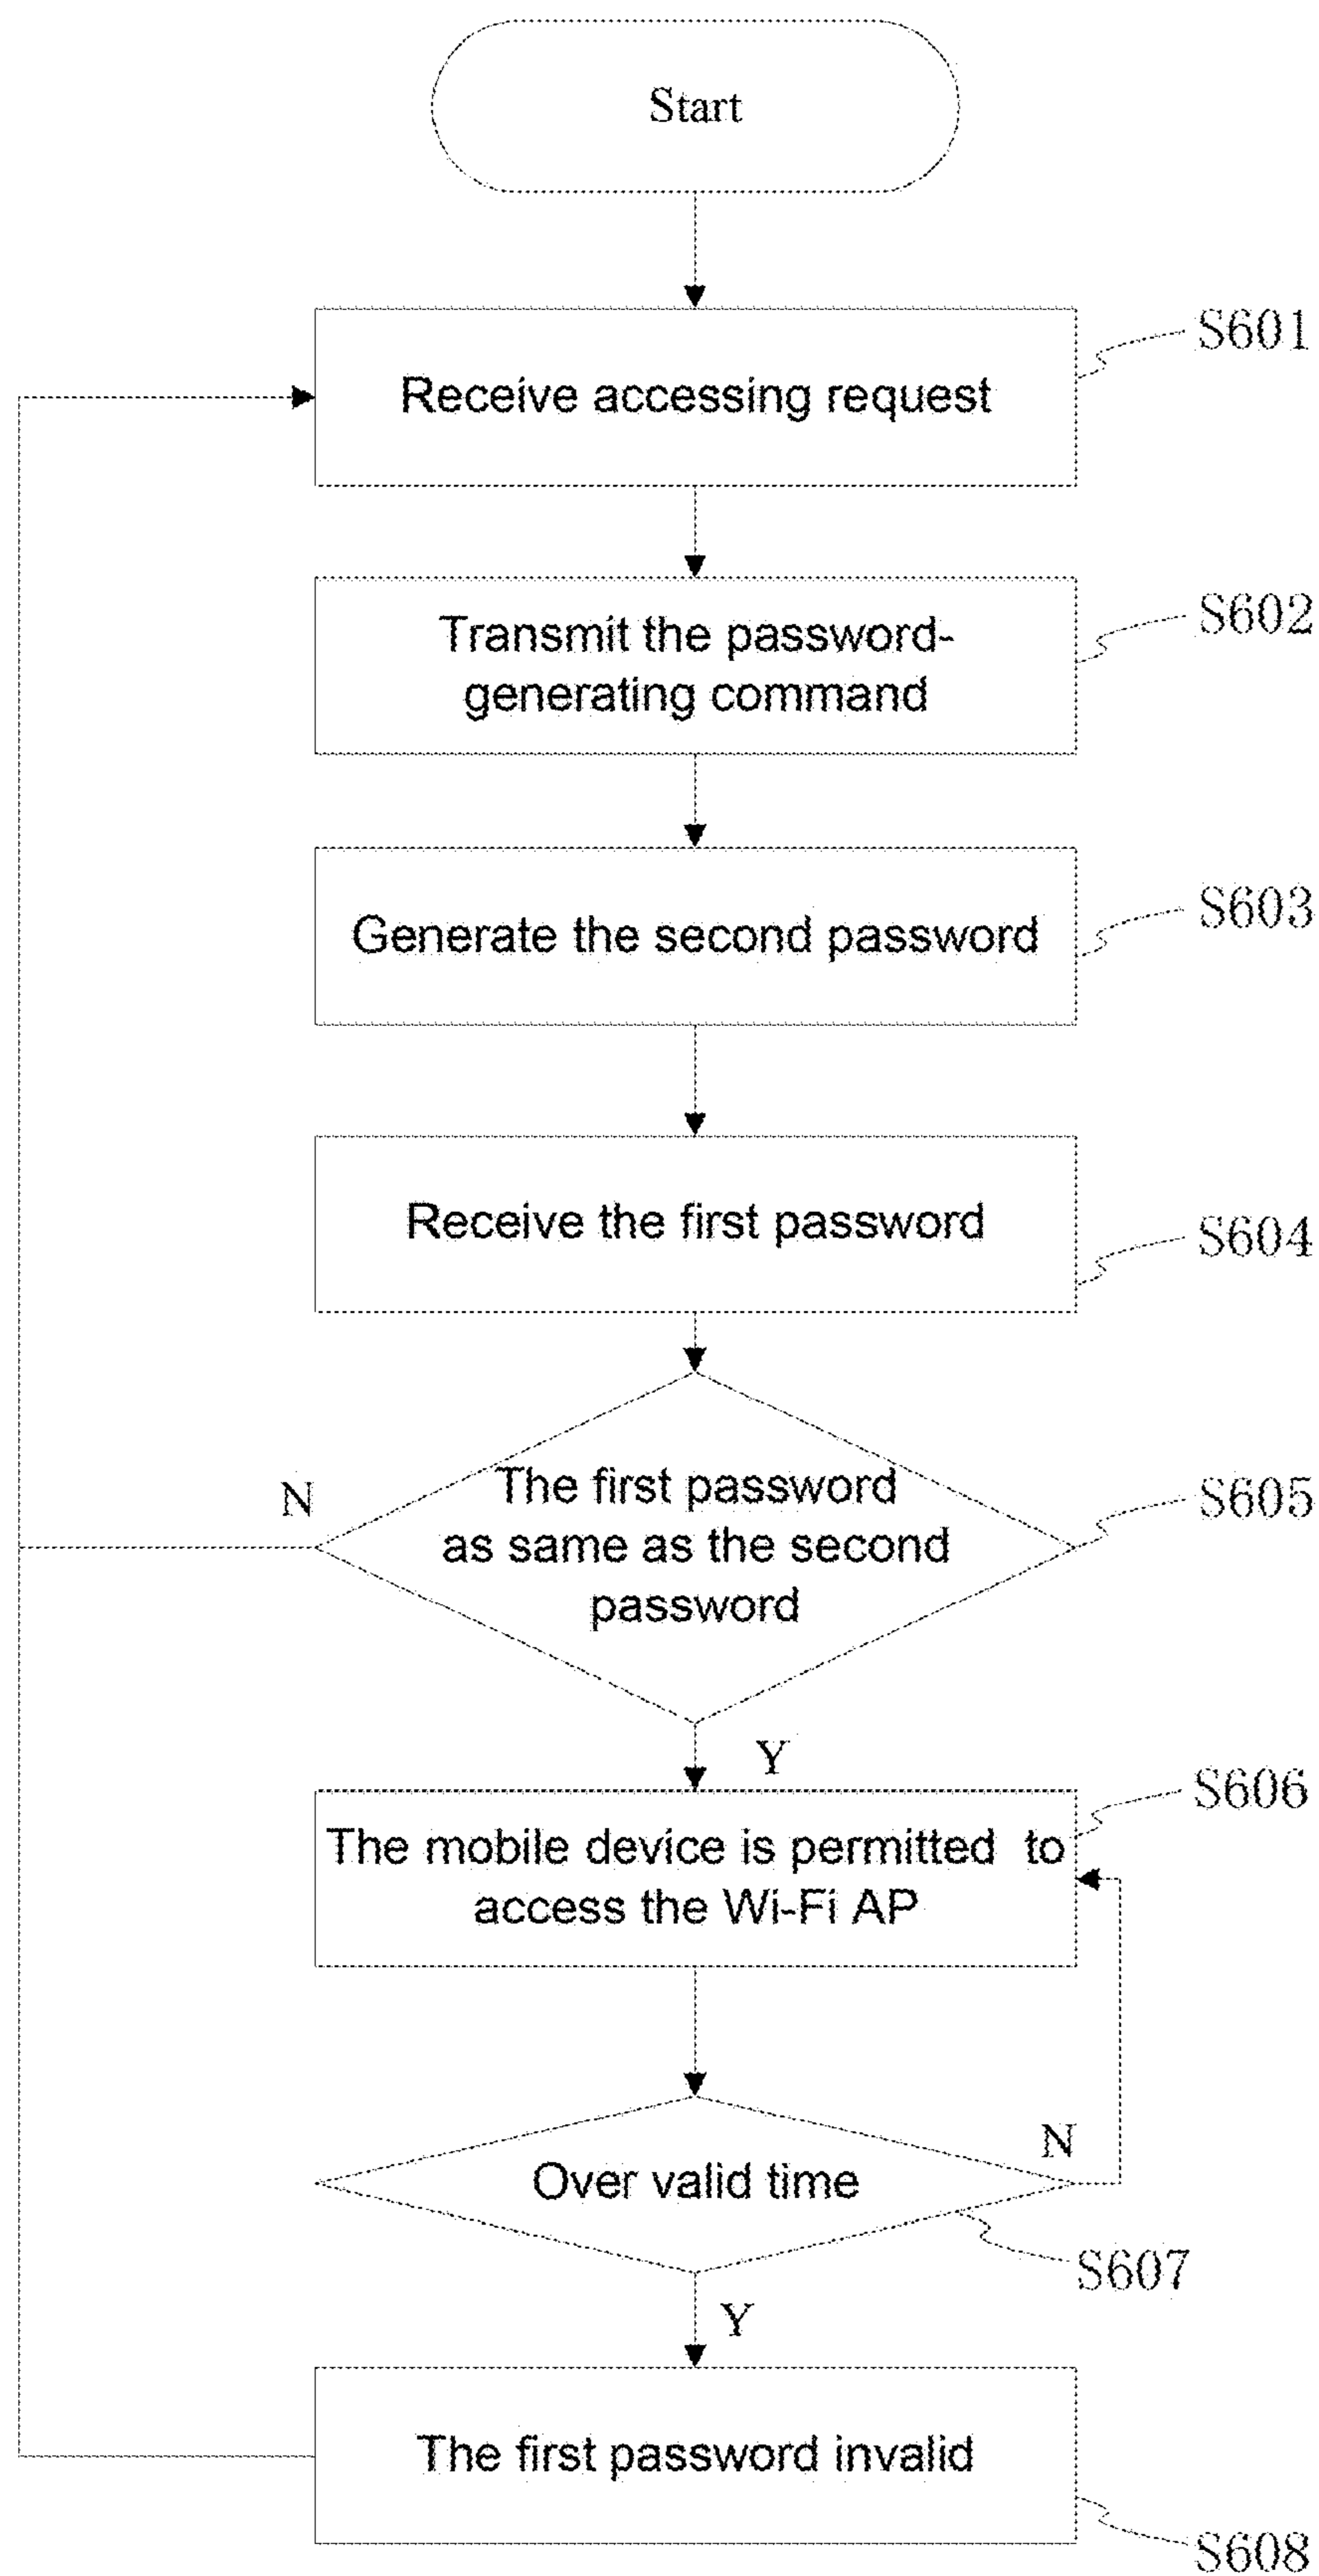 Start
Receive accessing request
S601
Transmit the password-
generating command
S602
Generate the second password
S603
Receive the first password
S604
The first password
as same as the second
password
S605
N
Y
The mobile device is permitted to
access the Wi-Fi AP
S606
Over valid time
N
S607
Y
The first password invalid
S608